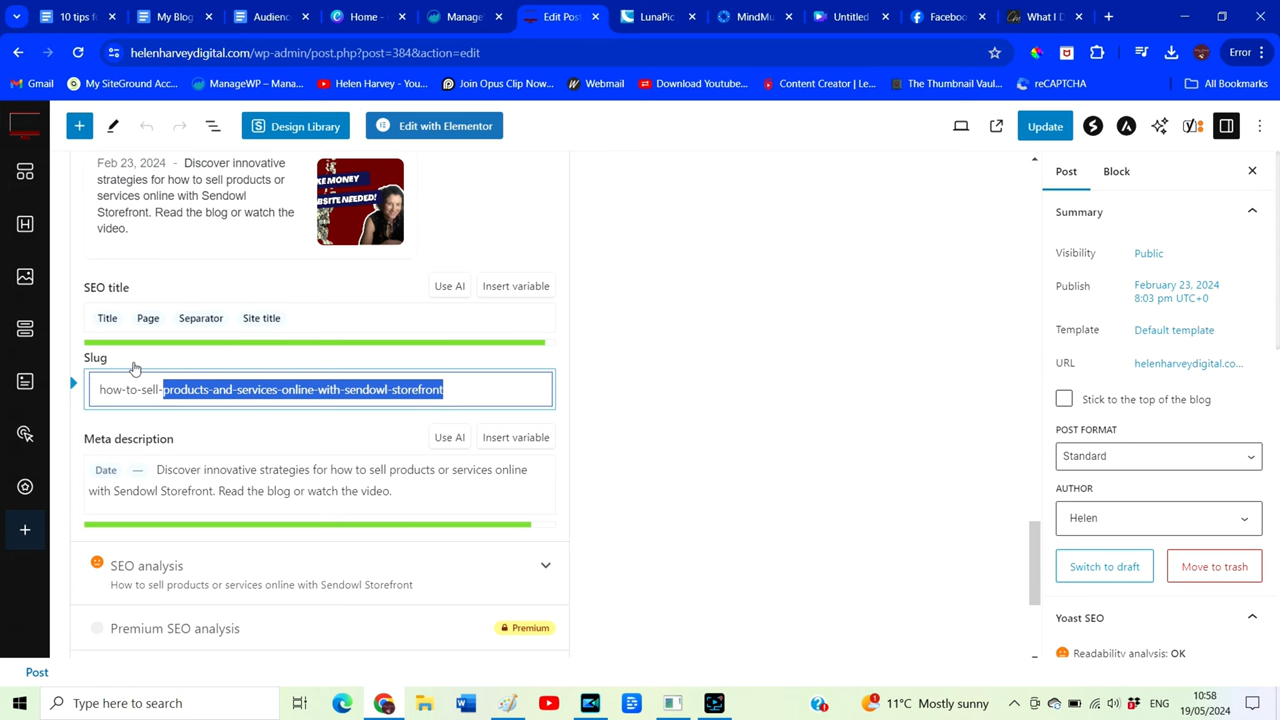 10 tips f
My Blog
Audienc
Home -
Manage
Edit Pos
LunaPic
MindMu
Untitled
Faceboo
What I D
helenharveydigital.com/wp-admin/post.php?post=384&action=edit
Error
Gmail
My SiteGround Acc...
ManageWP – Mana...
Helen Harvey - You...
Join Opus Clip Now...
Webmail
Download Youtube...
Content Creator | Le...
The Thumbnail Vaul...
reCAPTCHA
All Bookmarks
Design Library
Edit with Elementor
Update
Feb 23, 2024 - Discover innovative
strategies for how to sell products or
services online with Sendowl
Storefront. Read the blog or watch the
video.
KE MONEY
BSITE NEEDED!
SEO title
Use AI
Insert variable
Title
Page
Separator
Site title
Slug
how-to-sell-products-and-services-online-with-sendowl-storefront
Meta description
Use AI
Insert variable
Date — Discover innovative strategies for how to sell products or services online
with Sendowl Storefront. Read the blog or watch the video.
SEO analysis
How to sell products or services online with Sendowl Storefront
Premium SEO analysis
Premium
Post
Block
Summary
Visibility
Public
Publish
February 23, 2024
8:03 pm UTC+0
Template
Default template
URL
helenharveydigital.co...
Stick to the top of the blog
POST FORMAT
Standard
AUTHOR
Helen
Switch to draft
Move to trash
Yoast SEO
Readability analysis: OK
Post
Type here to search
11°C Mostly sunny
ENG
10:58
19/05/2024